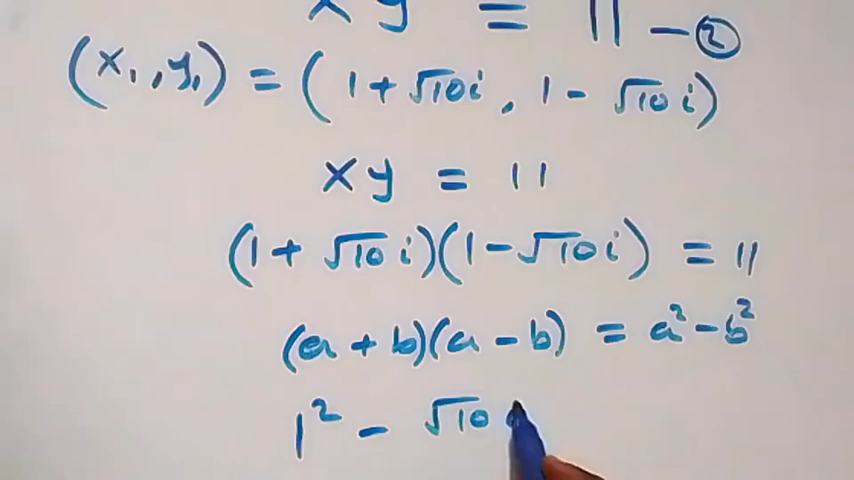 xy = 11 — ②
(x₁, y₁) = (1 + √10 i, 1 - √10 i)
xy = 11
(1 + √10 i)(1 - √10 i) = 11
(a + b)(a - b) = a² - b²
1² - √10